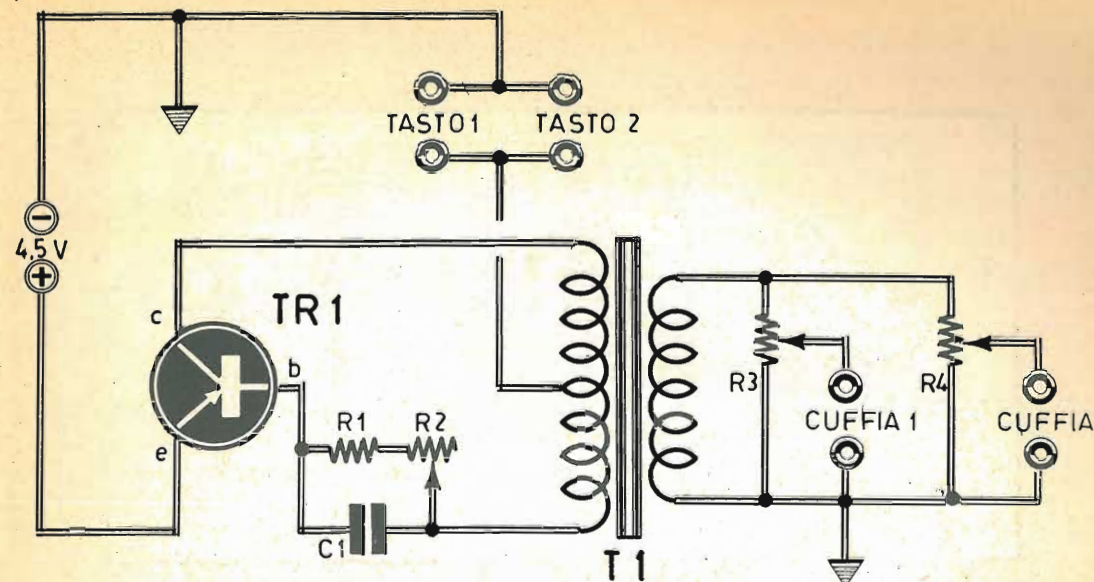 TASTO 1 TASTO 2
−
4,5 V
+
TR 1
c
b
e
R1 R2
C1
R3 R4
CUFFIA 1 CUFFIA
T 1